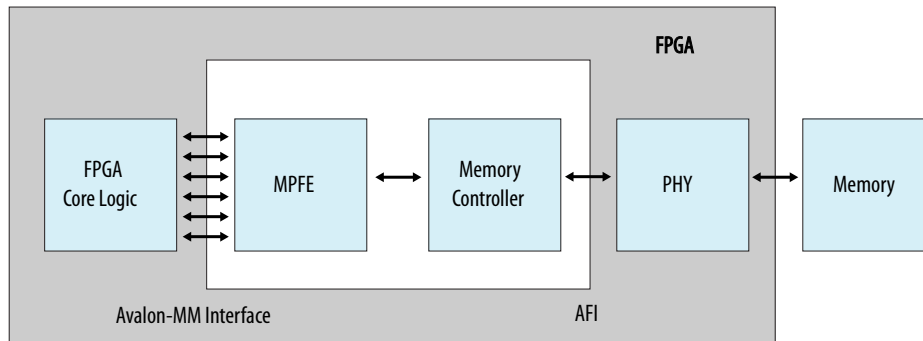 FPGA
FPGA
Core Logic
MPFE
Memory
Controller
PHY
Memory
Avalon-MM Interface
AFI